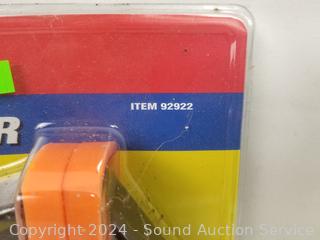 ITEM 92922
R
Copyright 2024 - Sound Auction Service